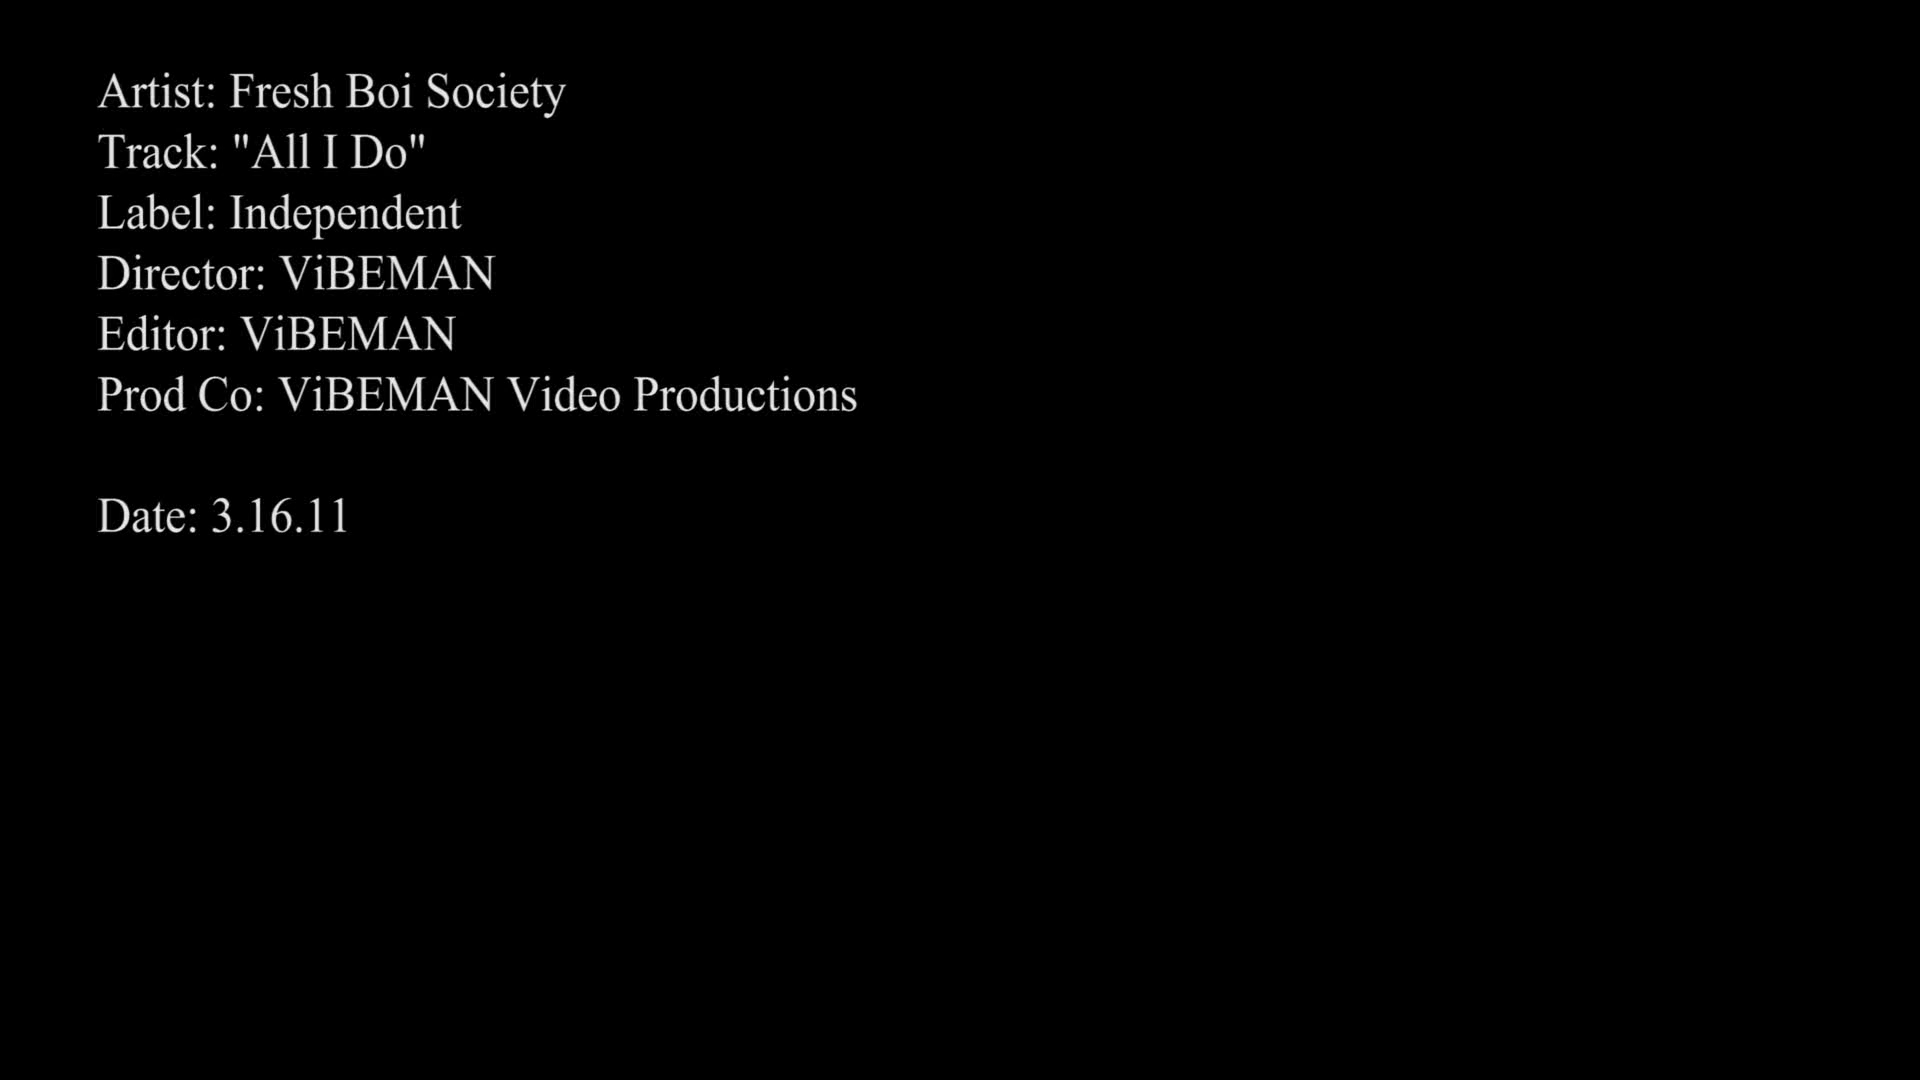 Artist: Fresh Boi Society
Track: "All I Do"
Label: Independent
Director: ViBEMAN
Editor: ViBEMAN
Prod Co: ViBEMAN Video Productions
Date: 3.16.11